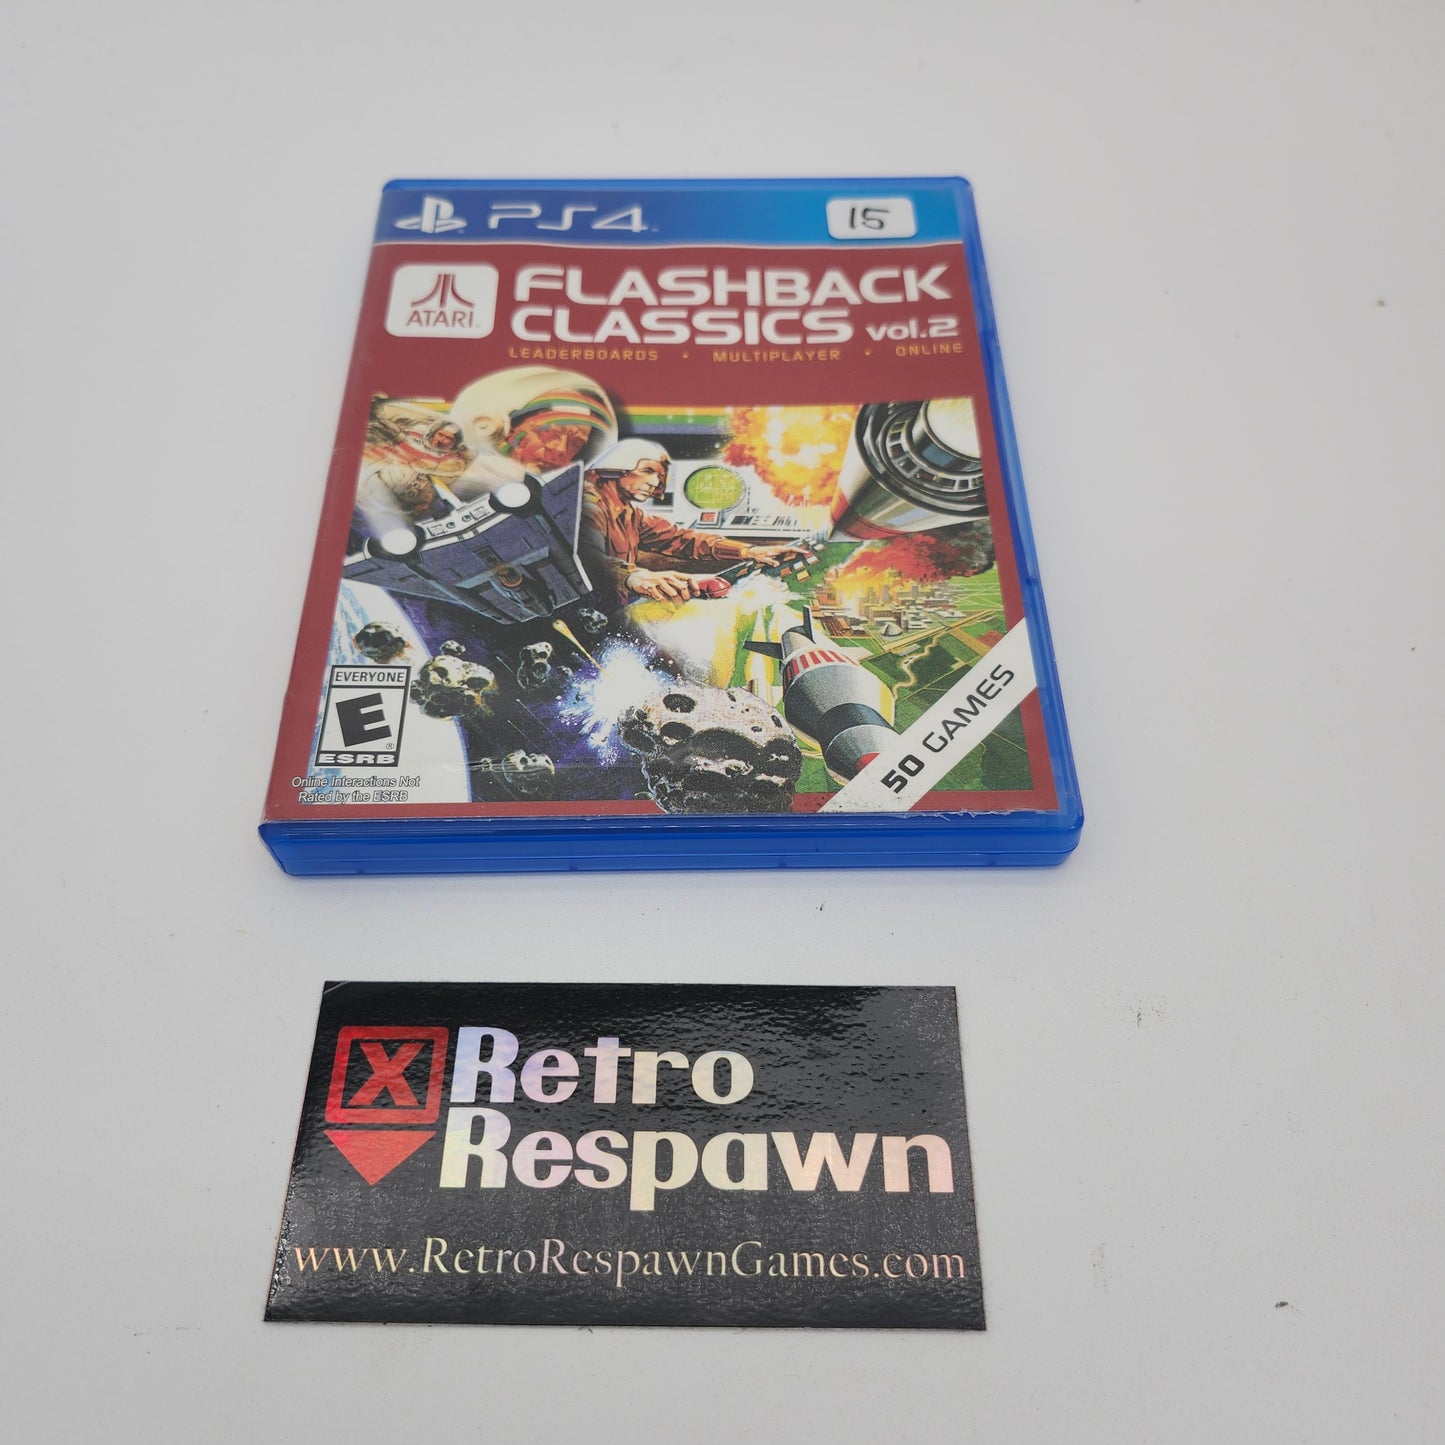 PS4
15
ATARI
FLASHBACK
CLASSICS vol.2
LEADERBOARDS • MULTIPLAYER • ONLINE
50 GAMES
EVERYONE
E
ESRB
Online Interactions Not
Rated by the ESRB
X
Retro
Respawn
www.RetroRespawnGames.com